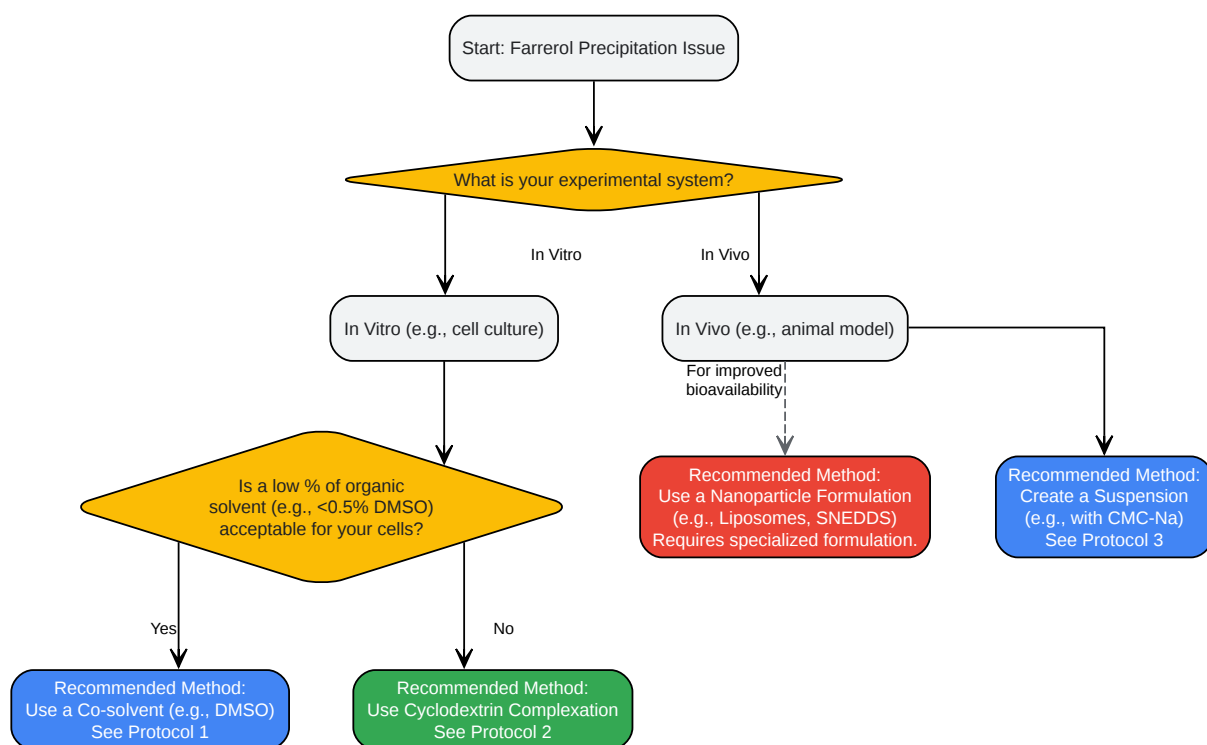 Start: Farrerol Precipitation Issue
What is your experimental system?
In Vitro
In Vivo
In Vitro (e.g., cell culture)
In Vivo (e.g., animal model)
For improved
bioavailability
Is a low % of organic
solvent (e.g., <0.5% DMSO)
acceptable for your cells?
Recommended Method:
Use a Nanoparticle Formulation
(e.g., Liposomes, SNEDDS)
Requires specialized formulation.
Recommended Method:
Create a Suspension
(e.g., with CMC-Na)
See Protocol 3
Yes
No
Recommended Method:
Use a Co-solvent (e.g., DMSO)
See Protocol 1
Recommended Method:
Use Cyclodextrin Complexation
See Protocol 2